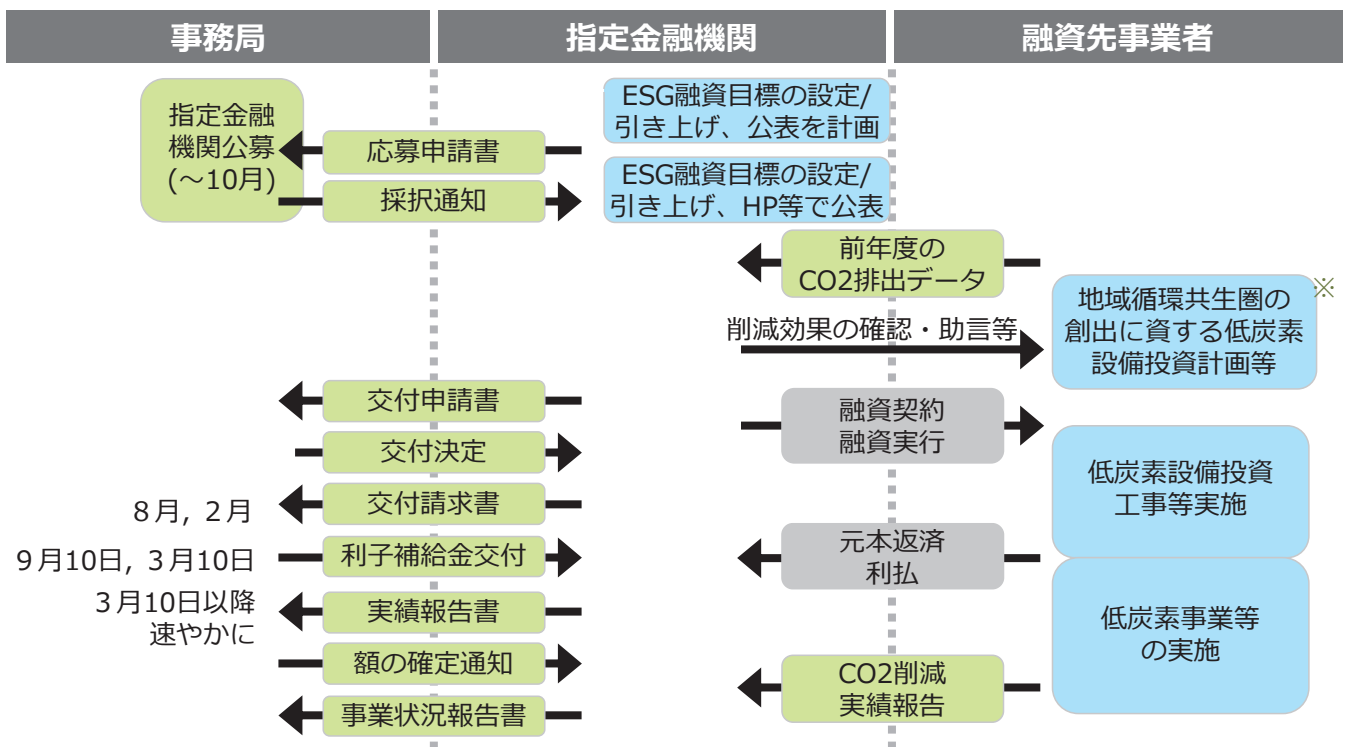 事務局
指定金融機関
融資先事業者
指定金融
機関公募
(～10月)
応募申請書
採択通知
ESG融資目標の設定/
引き上げ、公表を計画
ESG融資目標の設定/
引き上げ、HP等で公表
前年度の
CO2排出データ
削減効果の確認・助言等
地域循環共生圏の
創出に資する低炭素
設備投資計画等
※
交付申請書
交付決定
融資契約
融資実行
低炭素設備投資
工事等実施
8月, 2月
交付請求書
9月10日, 3月10日
利子補給金交付
元本返済
利払
3月10日以降
速やかに
実績報告書
額の確定通知
事業状況報告書
低炭素事業等
の実施
CO2削減
実績報告